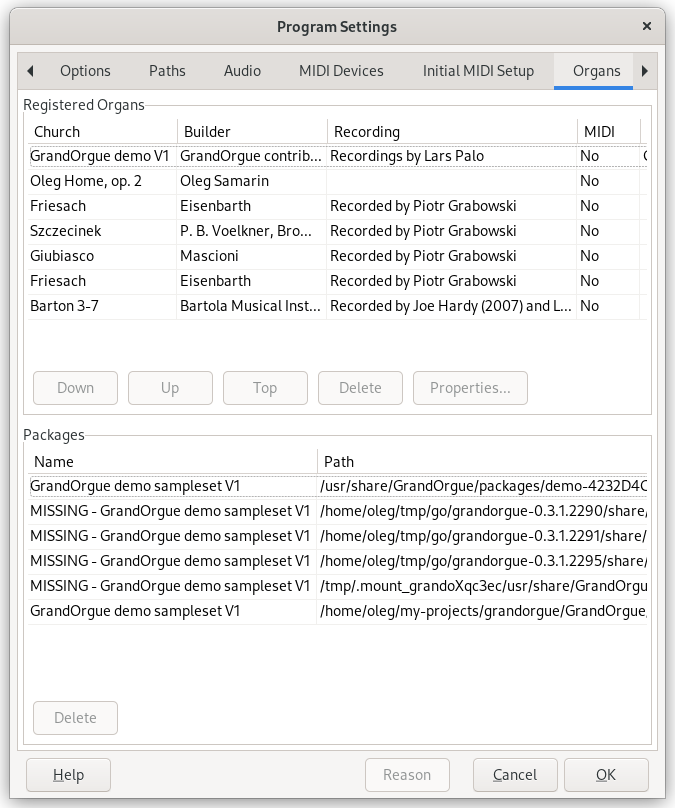 Program Settings
Options Paths Audio MIDI Devices Initial MIDI Setup Organs
Registered Organs
Church Builder Recording MIDI
GrandOrgue demo V1 GrandOrgue contrib... Recordings by Lars Palo No
Oleg Home, op. 2 Oleg Samarin No
Friesach Eisenbarth Recorded by Piotr Grabowski No
Szczecinek P. B. Voelkner, Bro... Recorded by Piotr Grabowski No
Giubiasco Mascioni Recorded by Piotr Grabowski No
Friesach Eisenbarth Recorded by Piotr Grabowski No
Barton 3-7 Bartola Musical Inst... Recorded by Joe Hardy (2007) and L... No
Down Up Top Delete Properties...
Packages
Name Path
GrandOrgue demo sampleset V1 /usr/share/GrandOrgue/packages/demo-4232D4C
MISSING - GrandOrgue demo sampleset V1 /home/oleg/tmp/go/grandorgue-0.3.1.2290/share/
MISSING - GrandOrgue demo sampleset V1 /home/oleg/tmp/go/grandorgue-0.3.1.2291/share/
MISSING - GrandOrgue demo sampleset V1 /home/oleg/tmp/go/grandorgue-0.3.1.2295/share/
MISSING - GrandOrgue demo sampleset V1 /tmp/.mount_grandoXqc3ec/usr/share/GrandOrgu
GrandOrgue demo sampleset V1 /home/oleg/my-projects/grandorgue/GrandOrgue
Delete
Help Reason Cancel OK